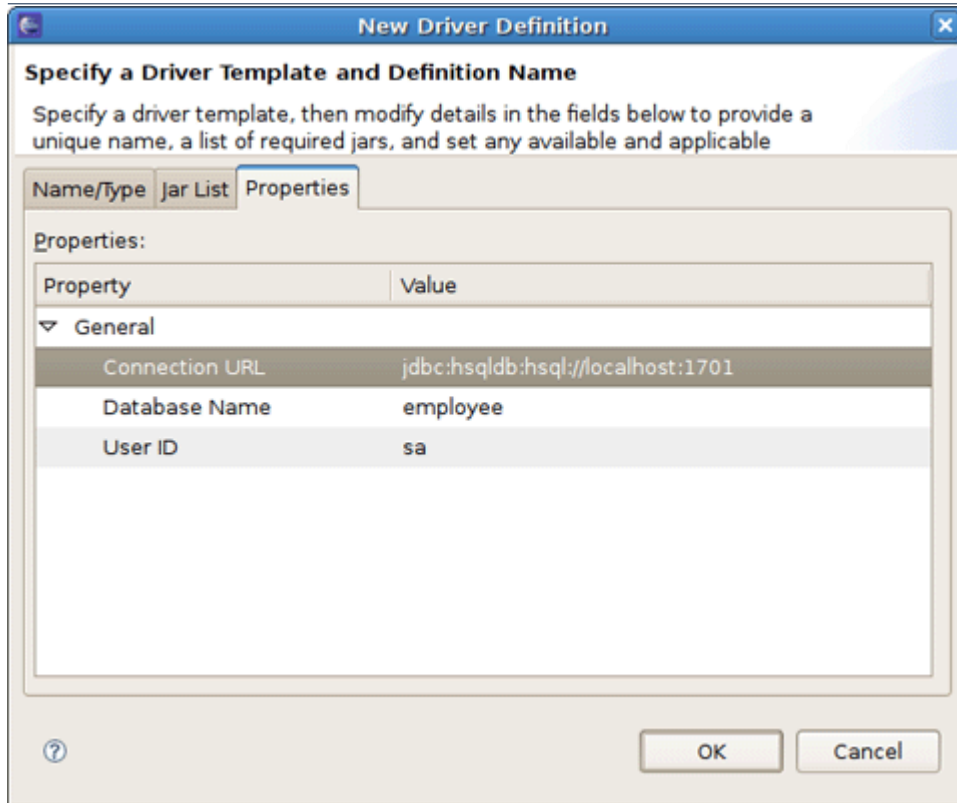 New Driver Definition
Specify a Driver Template and Definition Name
Specify a driver template, then modify details in the fields below to provide a
unique name, a list of required jars, and set any available and applicable
Name/Type Jar List Properties
Properties:
Property Value
General
Connection URL jdbc:hsqldb:hsql://localhost:1701
Database Name employee
User ID sa
OK Cancel